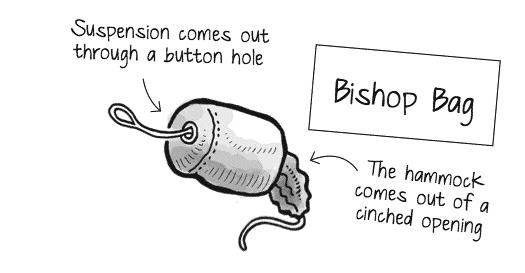 Suspension comes out
through a button hole
Bishop Bag
The hammock
comes out of a
cinched opening